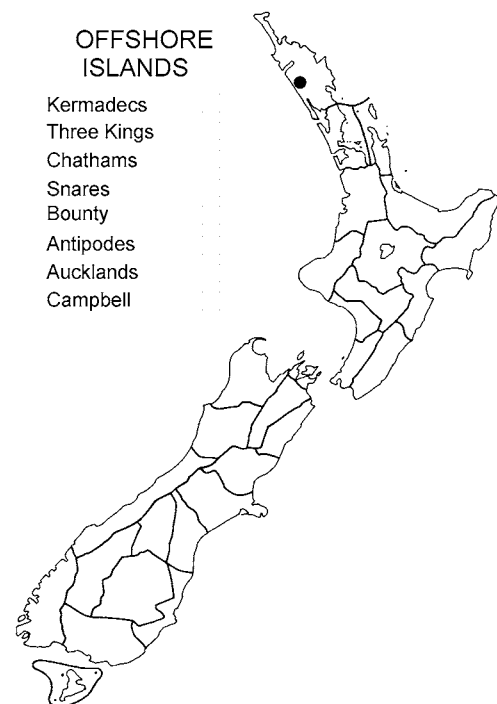 OFFSHORE
ISLANDS
Kermadecs
Three Kings
Chathams
Snares
Bounty
Antipodes
Aucklands
Campbell